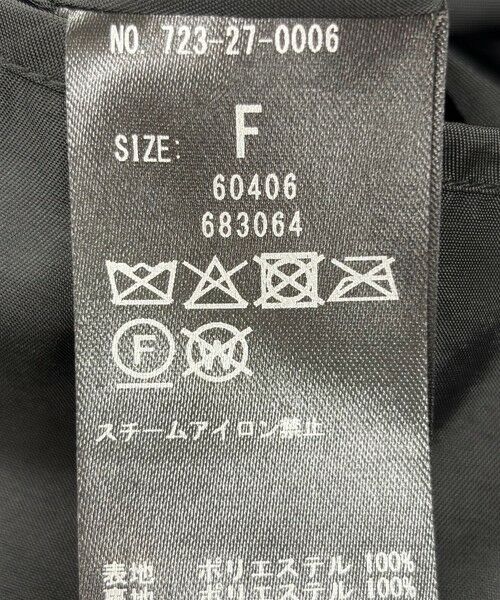 NO. 723-27-0006
SIZE: F
60406
683064
F W
スチームアイロン禁止
表地 ポリエステル 100%
裏地 ポリエステル 100%